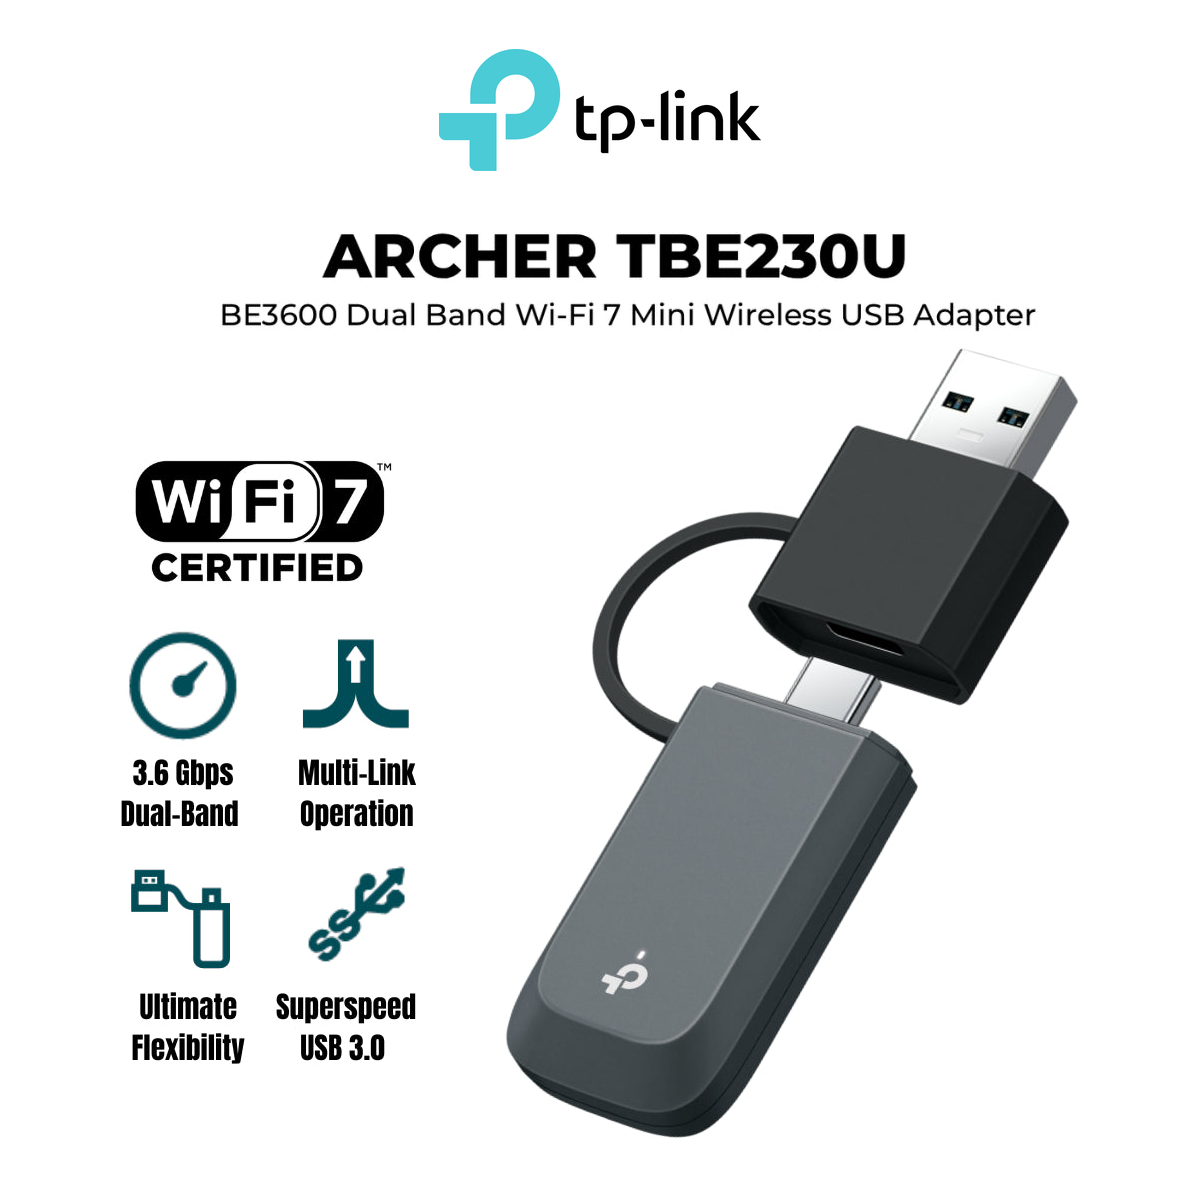 tp-link
ARCHER TBE230U
BE3600 Dual Band Wi-Fi 7 Mini Wireless USB Adapter
Wi Fi 7™
CERTIFIED
3.6 Gbps
Dual-Band
Multi-Link
Operation
Ultimate
Flexibility
SS
Superspeed
USB 3.0